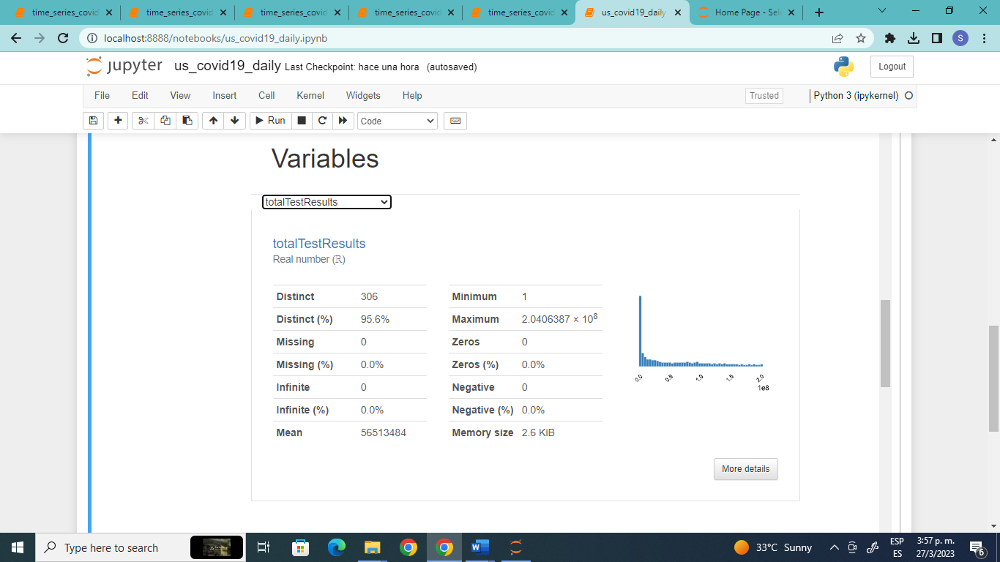 time_series_covid
time_series_covid
time_series_covid
time_series_covid
time_series_covid
us_covid19_daily
Home Page - Sel
localhost:8888/notebooks/us_covid19_daily.ipynb
S
jupyter us_covid19_daily Last Checkpoint: hace una hora (autosaved)
Logout
File Edit View Insert Cell Kernel Widgets Help
Trusted
Python 3 (ipykernel)
Run
Code
Variables
totalTestResults
totalTestResults
Real number (ℝ)
Distinct 306
Distinct (%) 95.6%
Missing 0
Missing (%) 0.0%
Infinite 0
Infinite (%) 0.0%
Mean 56513484
Minimum 1
Maximum 2.0406387 × 10⁸
Zeros 0
Zeros (%) 0.0%
Negative 0
Negative (%) 0.0%
Memory size 2.6 KiB
0.0 0.5 1.0 1.5 2.0
1e8
More details
Type here to search
33°C Sunny
ESP
ES
3:57 p. m.
27/3/2023
6